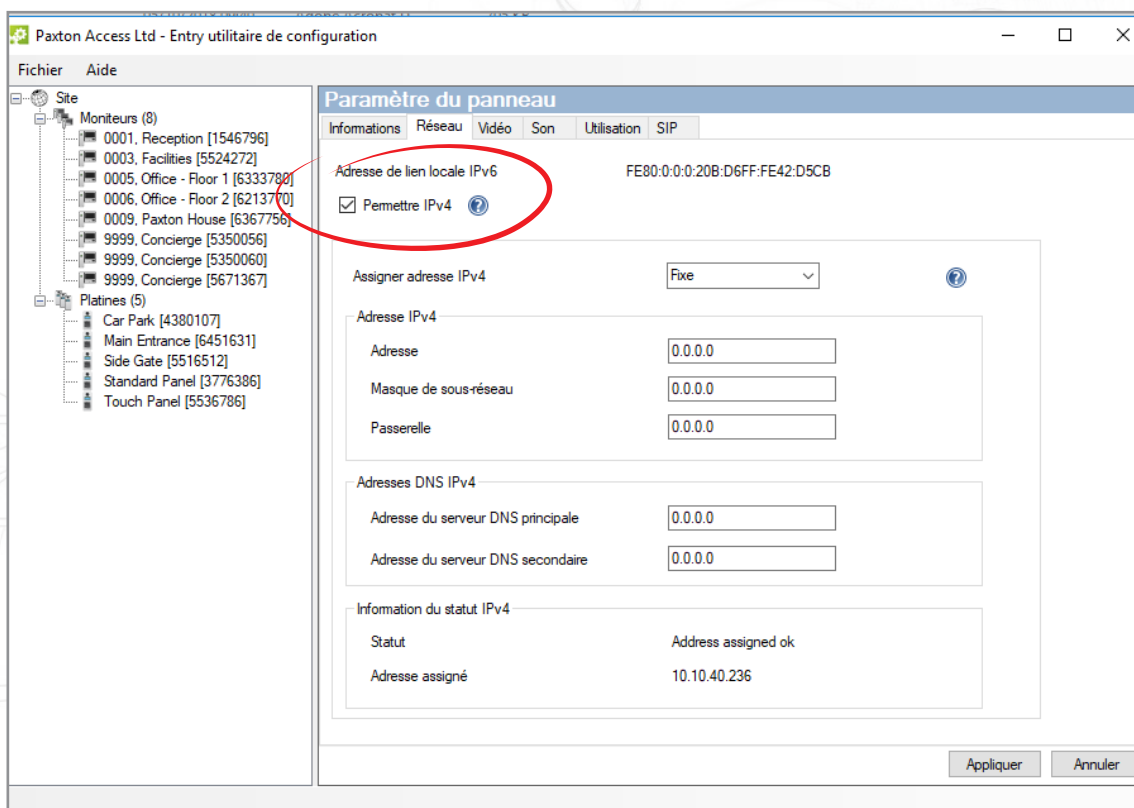 Paxton Access Ltd - Entry utilitaire de configuration
Fichier Aide
Site
Moniteurs (8)
0001, Reception [1546796]
0003, Facilities [5524272]
0005, Office - Floor 1 [6333780]
0006, Office - Floor 2 [6213770]
0009, Paxton House [6367756]
9999, Concierge [5350056]
9999, Concierge [5350060]
9999, Concierge [5671367]
Platines (5)
Car Park [4380107]
Main Entrance [6451631]
Side Gate [5516512]
Standard Panel [3776386]
Touch Panel [5536786]
Paramètre du panneau
Informations Réseau Vidéo Son Utilisation SIP
Adresse de lien locale IPv6 FE80:0:0:0:20B:D6FF:FE42:D5CB
Permettre IPv4
Assigner adresse IPv4 Fixe
Adresse IPv4
Adresse 0.0.0.0
Masque de sous-réseau 0.0.0.0
Passerelle 0.0.0.0
Adresses DNS IPv4
Adresse du serveur DNS principale 0.0.0.0
Adresse du serveur DNS secondaire 0.0.0.0
Information du statut IPv4
Statut Address assigned ok
Adresse assigné 10.10.40.236
Appliquer Annuler